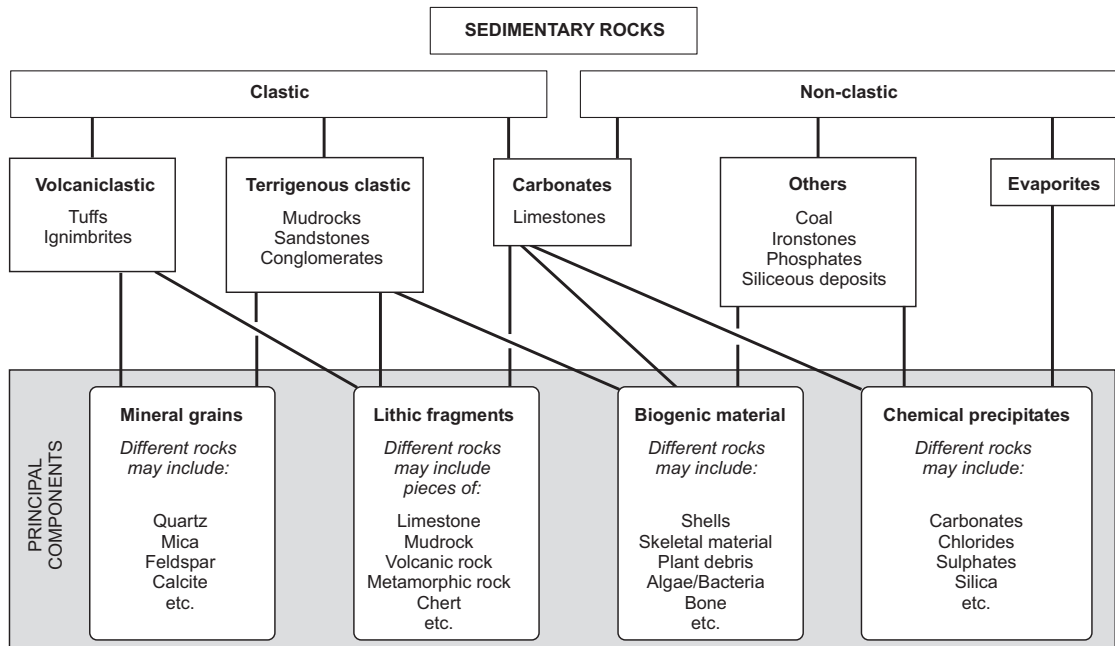 SEDIMENTARY ROCKS
Clastic
Non-clastic
Volcaniclastic
Tuffs
Ignimbrites
Terrigenous clastic
Mudrocks
Sandstones
Conglomerates
Carbonates
Limestones
Others
Coal
Ironstones
Phosphates
Siliceous deposits
Evaporites
PRINCIPAL
COMPONENTS
Mineral grains
Different rocks
may include:
Quartz
Mica
Feldspar
Calcite
etc.
Lithic fragments
Different rocks
may include
pieces of:
Limestone
Mudrock
Volcanic rock
Metamorphic rock
Chert
etc.
Biogenic material
Different rocks
may include:
Shells
Skeletal material
Plant debris
Algae/Bacteria
Bone
etc.
Chemical precipitates
Different rocks
may include:
Carbonates
Chlorides
Sulphates
Silica
etc.